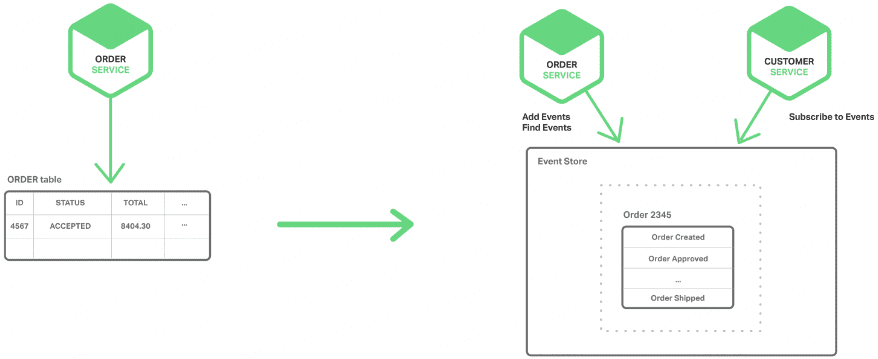 ORDER
SERVICE
ORDER table
ID STATUS TOTAL ...
4567 ACCEPTED 8404.30 ...
ORDER
SERVICE
CUSTOMER
SERVICE
Add Events
Find Events
Subscribe to Events
Event Store
Order 2345
Order Created
Order Approved
...
Order Shipped